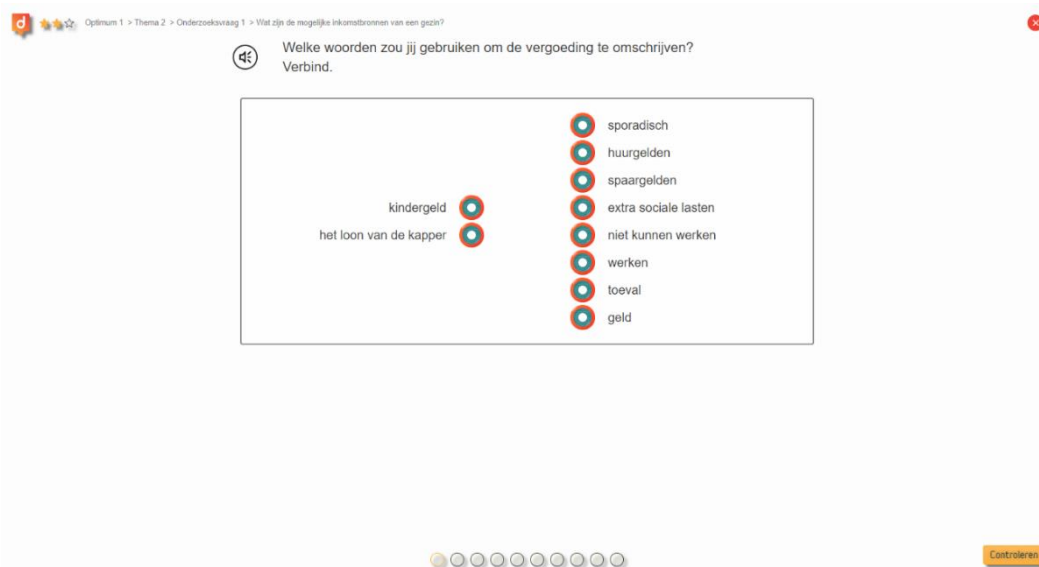 d
Optimum 1 > Thema 2 > Onderzoeksvraag 1 > Wat zijn de mogelijke inkomstbronnen van een gezin?
Welke woorden zou jij gebruiken om de vergoeding te omschrijven?
Verbind.
sporadisch
huurgelden
spaargelden
kindergeld extra sociale lasten
het loon van de kapper niet kunnen werken
werken
toeval
geld
Controleren